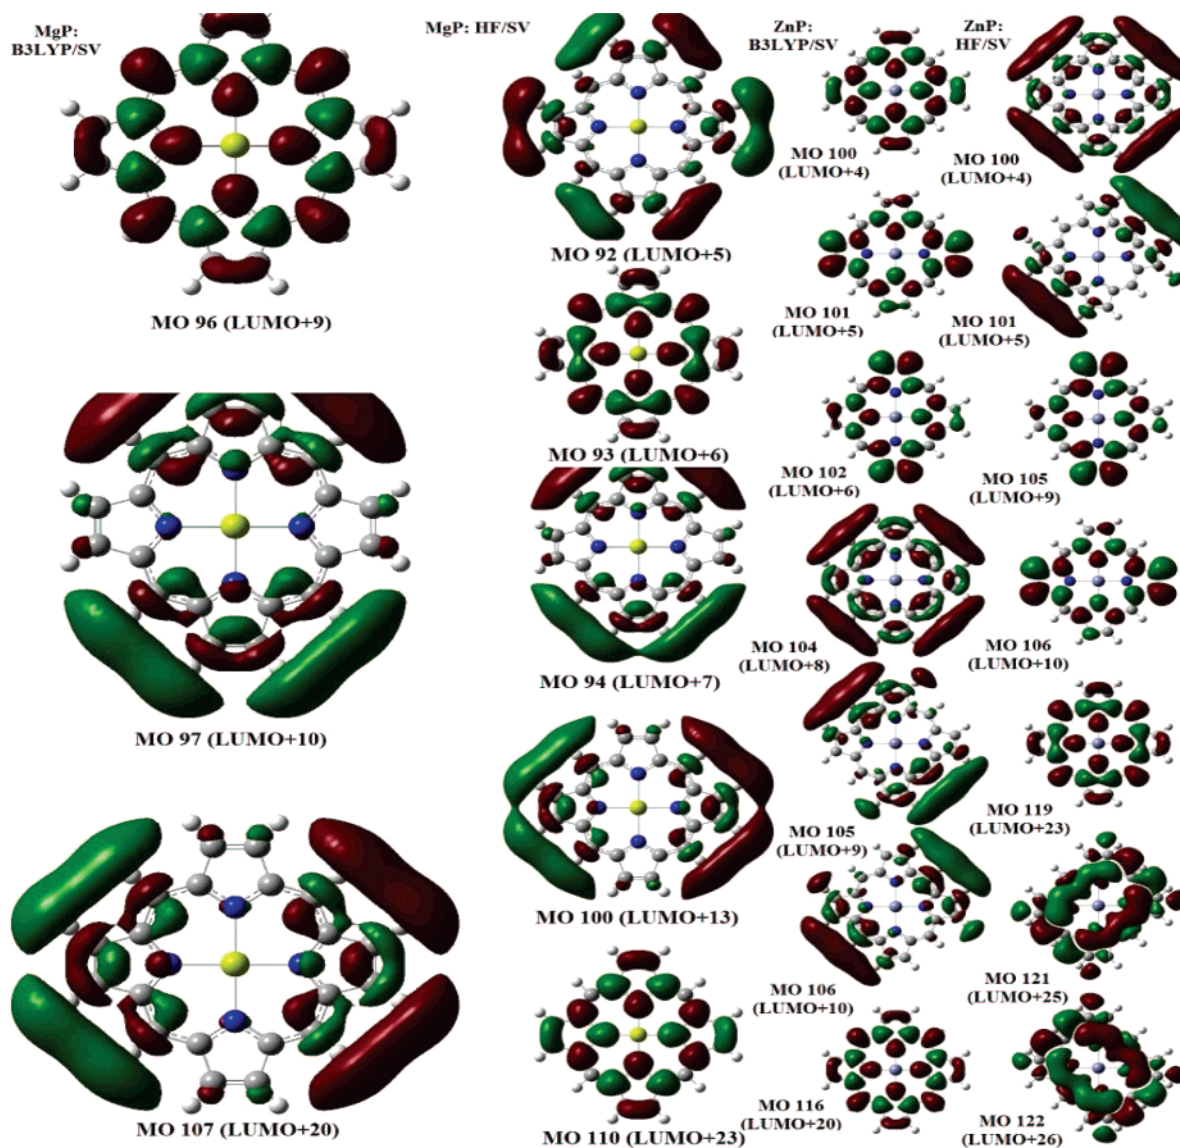 MgP:
B3LYP/SV
MO 96 (LUMO+9)
MO 97 (LUMO+10)
MO 107 (LUMO+20)
MgP: HF/SV
MO 92 (LUMO+5)
MO 93 (LUMO+6)
MO 94 (LUMO+7)
MO 100 (LUMO+13)
MO 110 (LUMO+23)
ZnP:
B3LYP/SV
MO 100
(LUMO+4)
MO 101
(LUMO+5)
MO 102
(LUMO+6)
MO 104
(LUMO+8)
MO 105
(LUMO+9)
MO 106
(LUMO+10)
MO 116
(LUMO+20)
ZnP:
HF/SV
MO 100
(LUMO+4)
MO 101
(LUMO+5)
MO 105
(LUMO+9)
MO 106
(LUMO+10)
MO 119
(LUMO+23)
MO 121
(LUMO+25)
MO 122
(LUMO+26)